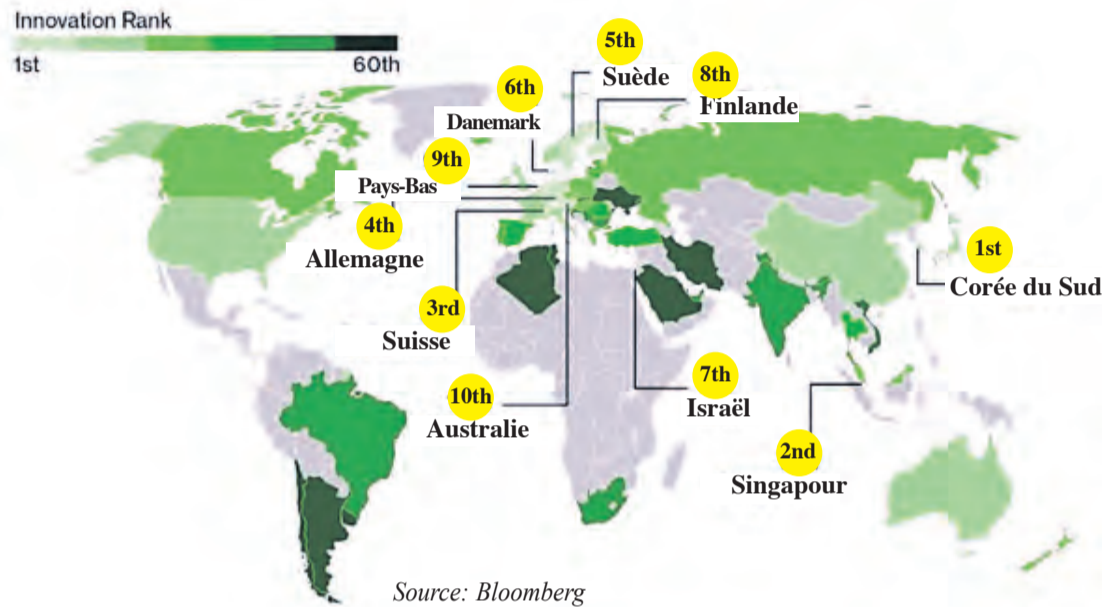 Innovation Rank
1st 60th
5th
Suède
8th
Finlande
6th
Danemark
9th
Pays-Bas
4th
Allemagne
1st
Corée du Sud
3rd
Suisse
7th
Israël
10th
Australie
2nd
Singapour
Source: Bloomberg